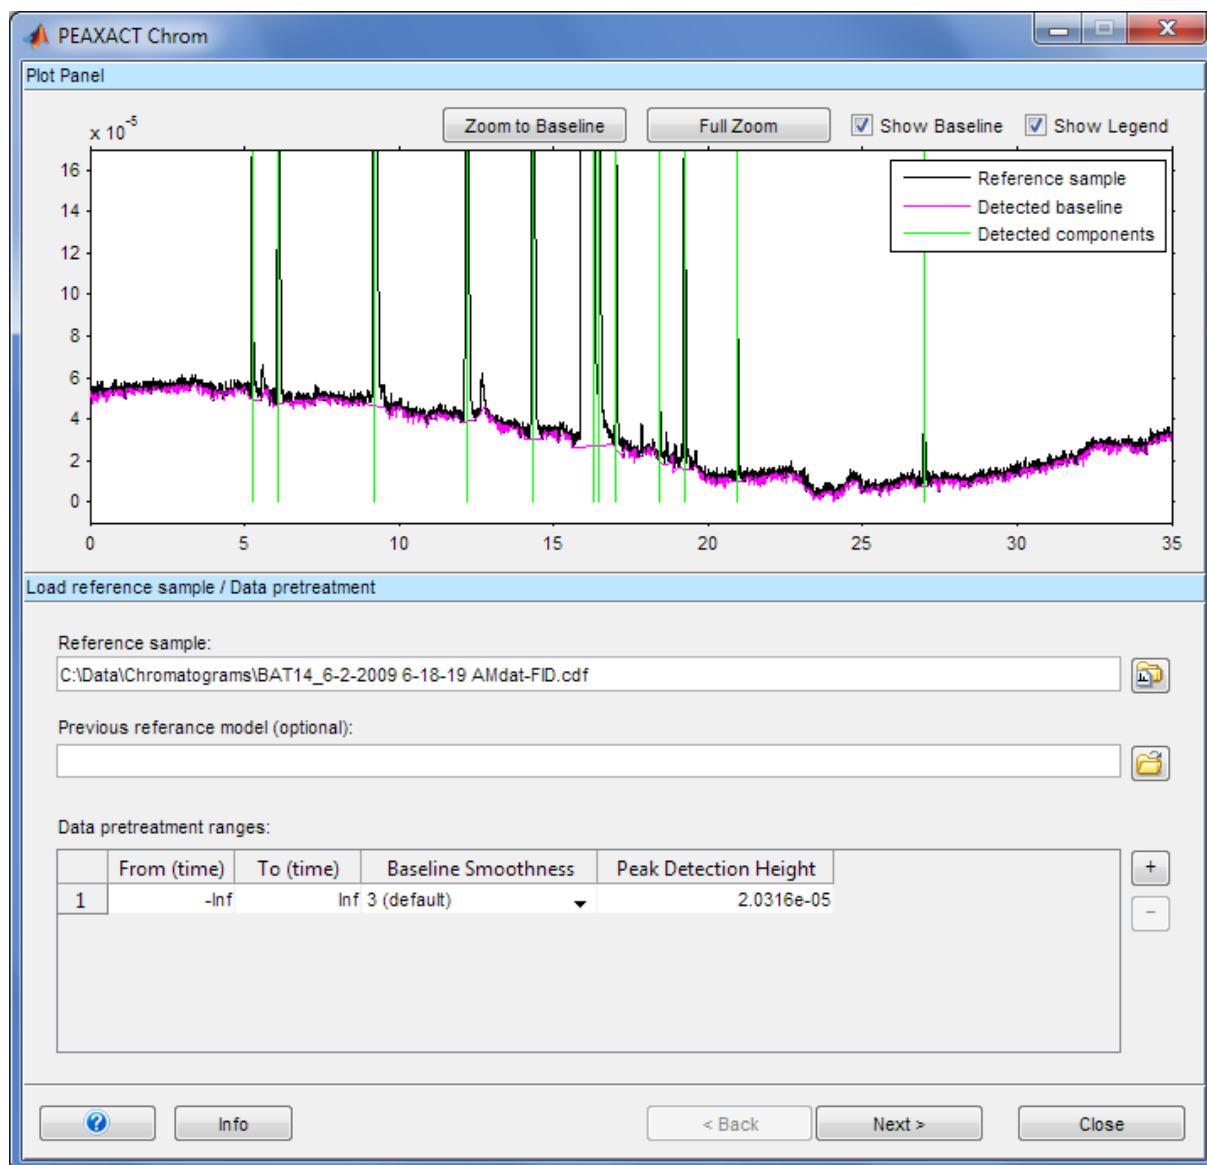 PEAXACT Chrom
Plot Panel
x 10^-5
Zoom to Baseline
Full Zoom
Show Baseline
Show Legend
16
14
12
10
8
6
4
2
0
Reference sample
Detected baseline
Detected components
0 5 10 15 20 25 30 35
Load reference sample / Data pretreatment
Reference sample:
C:\Data\Chromatograms\BAT14_6-2-2009 6-18-19 AMdat-FID.cdf
Previous referance model (optional):
Data pretreatment ranges:
From (time) To (time) Baseline Smoothness Peak Detection Height
1 -Inf Inf 3 (default) 2.0316e-05
+
−
? Info < Back Next > Close